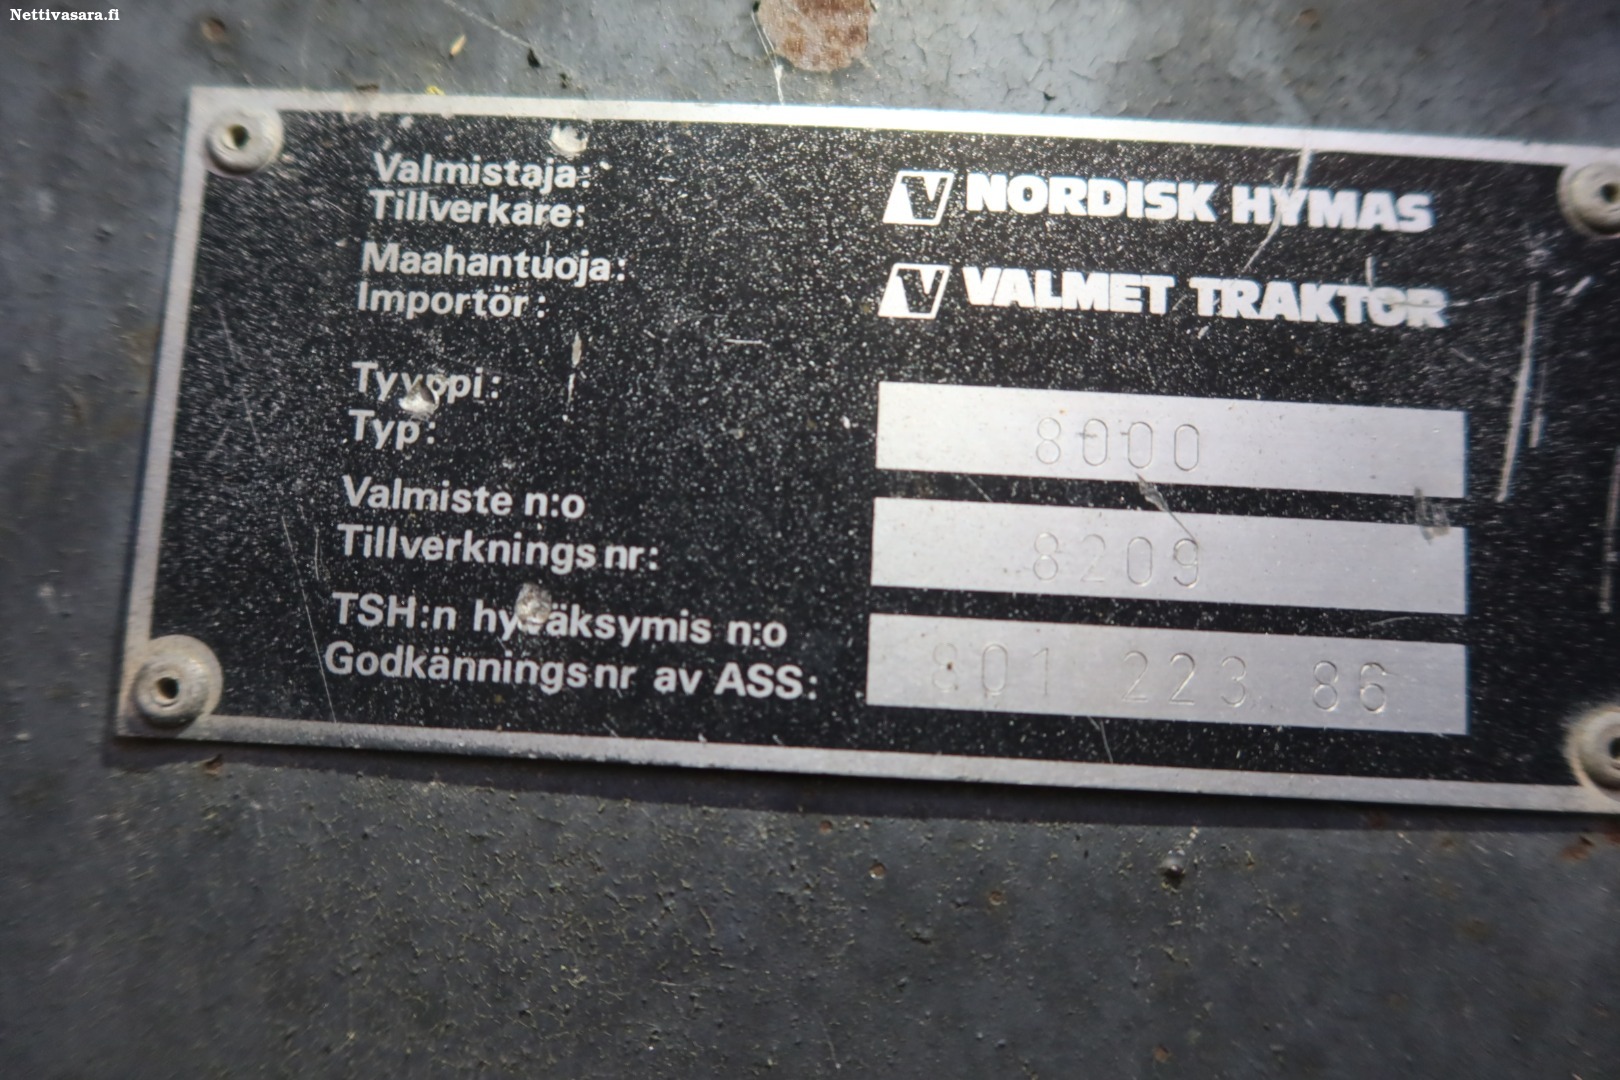 Nettivasara.fi
Valmistaja:
Tillverkare:
NORDISK HYMAS
Maahantuoja:
Importör:
VALMET TRAKTOR
Tyyppi:
Typ:
8000
Valmiste n:o
Tillverknings nr:
8209
TSH:n hyväksymis n:o
Godkännings nr av ASS:
801 223 86